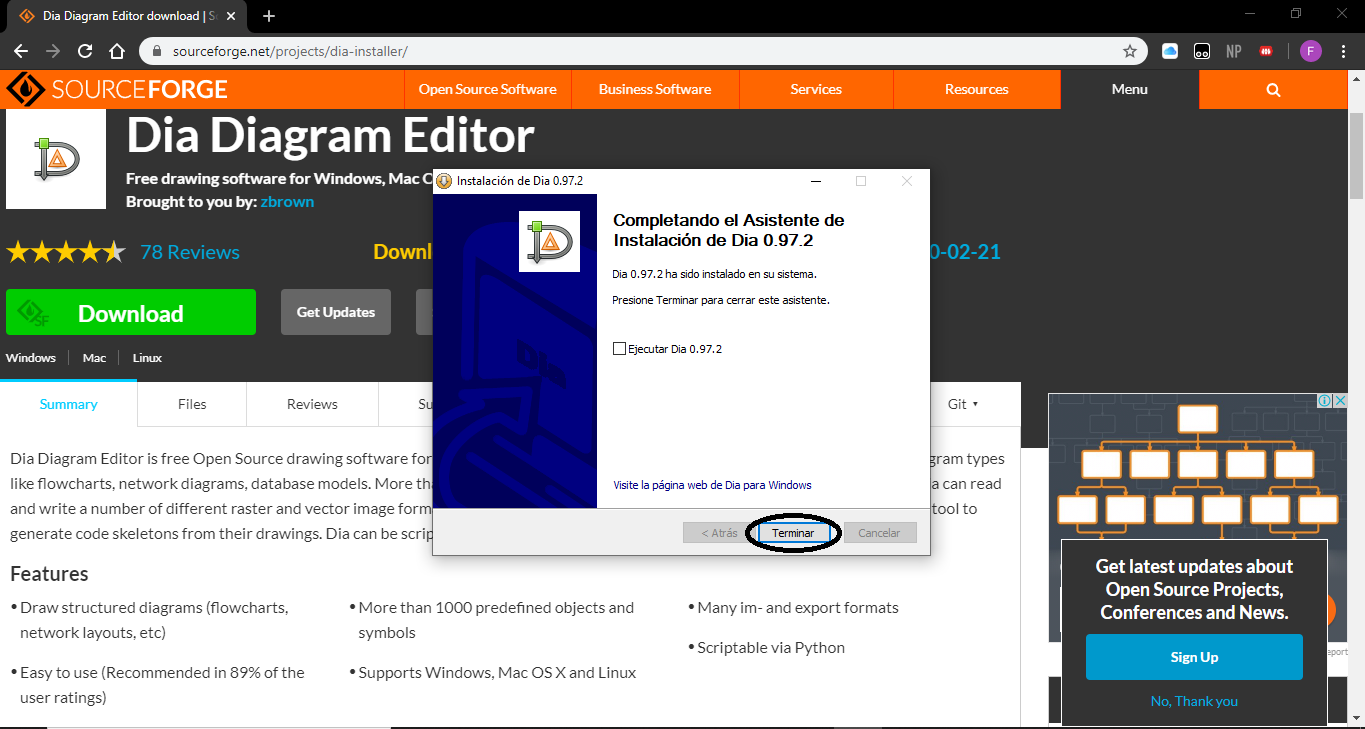 Dia Diagram Editor download | S
sourceforge.net/projects/dia-installer/
NP
F
SOURCEFORGE
Open Source Software
Business Software
Services
Resources
Menu
Dia Diagram Editor
Free drawing software for Windows, Mac O
Brought to you by: zbrown
78 Reviews
Downl
0-02-21
SF
Download
Get Updates
Windows
Mac
Linux
Summary
Files
Reviews
Su
Git
Dia Diagram Editor is free Open Source drawing software for
gram types
like flowcharts, network diagrams, database models. More tha
a can read
and write a number of different raster and vector image form
tool to
generate code skeletons from their drawings. Dia can be scrip
Features
• Draw structured diagrams (flowcharts,
network layouts, etc)
• Easy to use (Recommended in 89% of the
user ratings)
• More than 1000 predefined objects and
symbols
• Supports Windows, Mac OS X and Linux
• Many im- and export formats
• Scriptable via Python
Instalación de Dia 0.97.2
Completando el Asistente de
Instalación de Dia 0.97.2
Dia 0.97.2 ha sido instalado en su sistema.
Presione Terminar para cerrar este asistente.
Ejecutar Dia 0.97.2
Visite la página web de Dia para Windows
Dia
< Atrás
Terminar
Cancelar
Get latest updates about
Open Source Projects,
Conferences and News.
Sign Up
No, Thank you
eport